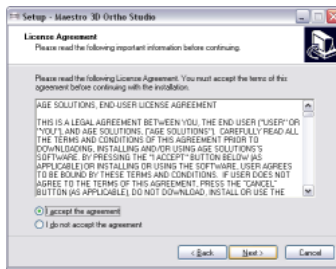 Setup - Maestro 3D Ortho Studio
License Agreement
Please read the following important information before continuing.
Please read the following License Agreement. You must accept the terms of this
agreement before continuing with the installation.
AGE SOLUTIONS, END-USER LICENSE AGREEMENT
THIS IS A LEGAL AGREEMENT BETWEEN YOU, THE END USER ("USER" OR
"YOU"), AND AGE SOLUTIONS, ("AGE SOLUTIONS"). CAREFULLY READ ALL
THE TERMS AND CONDITIONS OF THIS AGREEMENT PRIOR TO
DOWNLOADING, INSTALLING AND/OR USING AGE SOLUTIONS'S
SOFTWARE. BY PRESSING THE "I ACCEPT" BUTTON BELOW (AS
APPLICABLE) OR INSTALLING OR USING THE SOFTWARE, USER AGREES
TO BE BOUND BY THESE TERMS AND CONDITIONS. IF USER DOES NOT
AGREE TO THE TERMS OF THIS AGREEMENT, PRESS THE "CANCEL"
BUTTON (AS APPLICABLE), DO NOT DOWNLOAD, INSTALL OR USE THE
I accept the agreement
I do not accept the agreement
< Back
Next >
Cancel